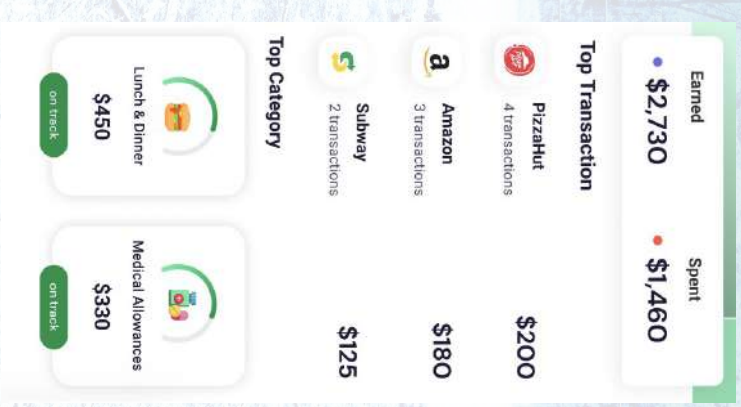 Earned Spent
$2,730 $1,460
Top Transaction
PizzaHut
4 transactions $200
Amazon
3 transactions $180
Subway
2 transactions $125
Top Category
Lunch & Dinner Medical Allowances
$450 $330
on track on track